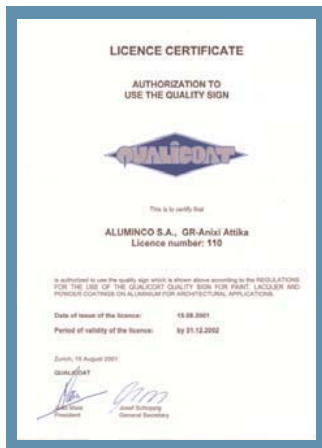 LICENCE CERTIFICATE
AUTHORIZATION TO
USE THE QUALITY SIGN
QUALICOAT
This is to certify that
ALUMINCO S.A., GR-Anixi Attika
Licence number: 110
is authorized to use the quality sign which is shown above according to the REGULATIONS
FOR THE USE OF THE QUALICOAT QUALITY SIGN FOR PAINT, LACQUER AND
POWDER COATINGS ON ALUMINIUM FOR ARCHITECTURAL APPLICATIONS.
Date of issue of the licence: 15.08.2001
Period of validity of the licence: by 31.12.2002
Zurich, 15 August 2001
QUALICOAT
President
Josef Schoppig
General Secretary